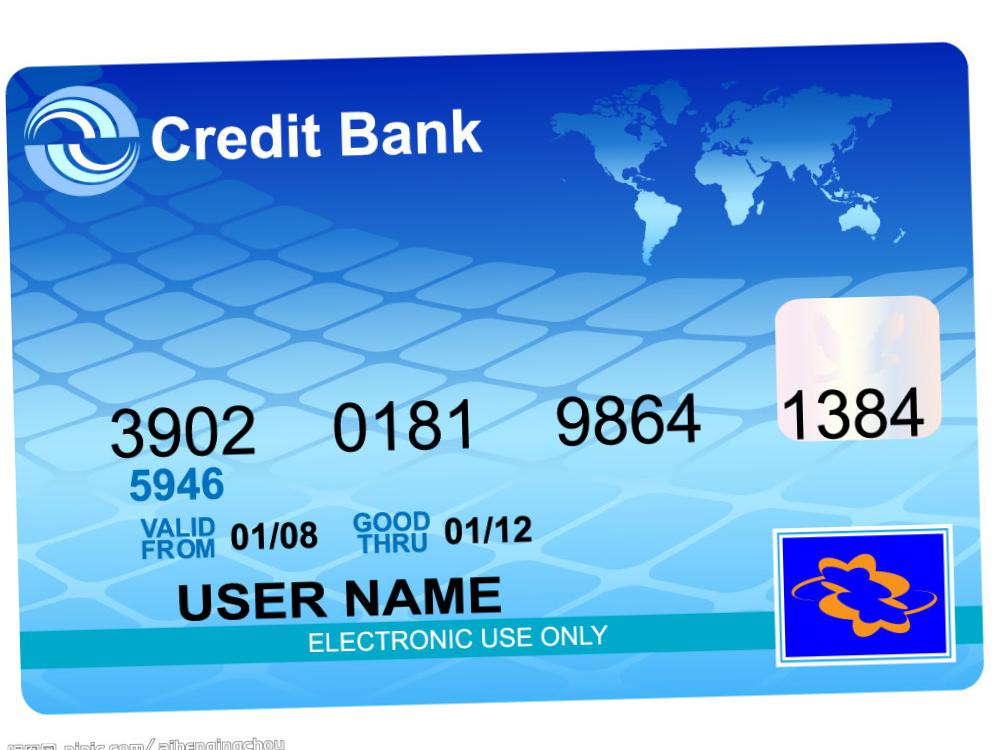 Credit Bank
3902 0181 9864 1384
5946
VALID FROM 01/08 GOOD THRU 01/12
USER NAME
ELECTRONIC USE ONLY